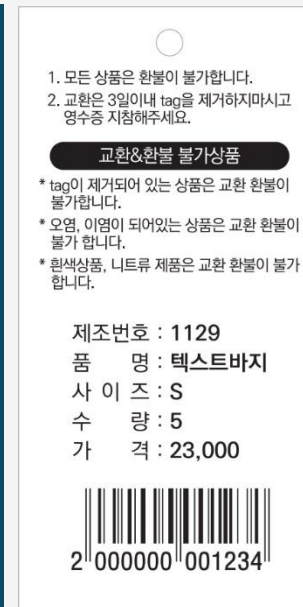 1. 모든 상품은 환불이 불가합니다.
2. 교환은 3일이내 tag을 제거하지마시고
영수증 지참해주세요.
교환&환불 불가상품
* tag이 제거되어 있는 상품은 교환 환불이
불가합니다.
* 오염, 이염이 되어있는 상품은 교환 환불이
불가 합니다.
* 흰색상품, 니트류 제품은 교환 환불이 불가
합니다.
제조번호 : 1129
품 명 : 텍스트바지
사 이 즈 : S
수 량 : 5
가 격 : 23,000
2 000000 001234